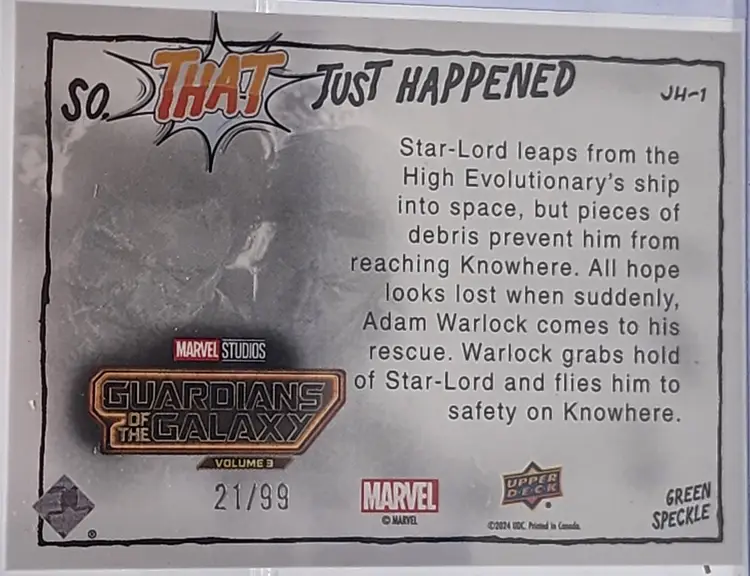 SO, THAT JUST HAPPENED
JH-1
Star-Lord leaps from the
High Evolutionary's ship
into space, but pieces of
debris prevent him from
reaching Knowhere. All hope
looks lost when suddenly,
Adam Warlock comes to his
rescue. Warlock grabs hold
of Star-Lord and flies him to
safety on Knowhere.
MARVEL STUDIOS
GUARDIANS
OF THE GALAXY
VOLUME 3
21/99
MARVEL
© MARVEL
UPPER
DECK
©2024 UDC. Printed in Canada.
GREEN
SPECKLE
®